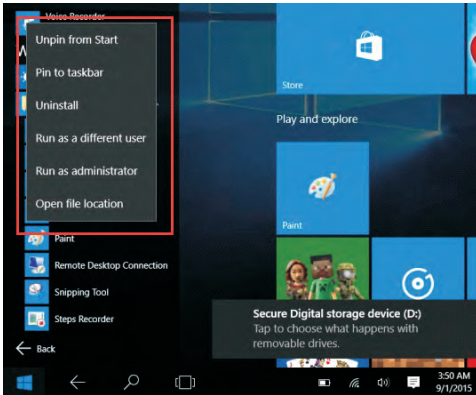 Voice Recorder
W
Unpin from Start
Pin to taskbar
Uninstall
Run as a different user
Run as administrator
Open file location
Paint
Remote Desktop Connection
Snipping Tool
Steps Recorder
Back
Store
Play and explore
Paint
Secure Digital storage device (D:)
Tap to choose what happens with
removable drives.
3:50 AM
9/1/2015